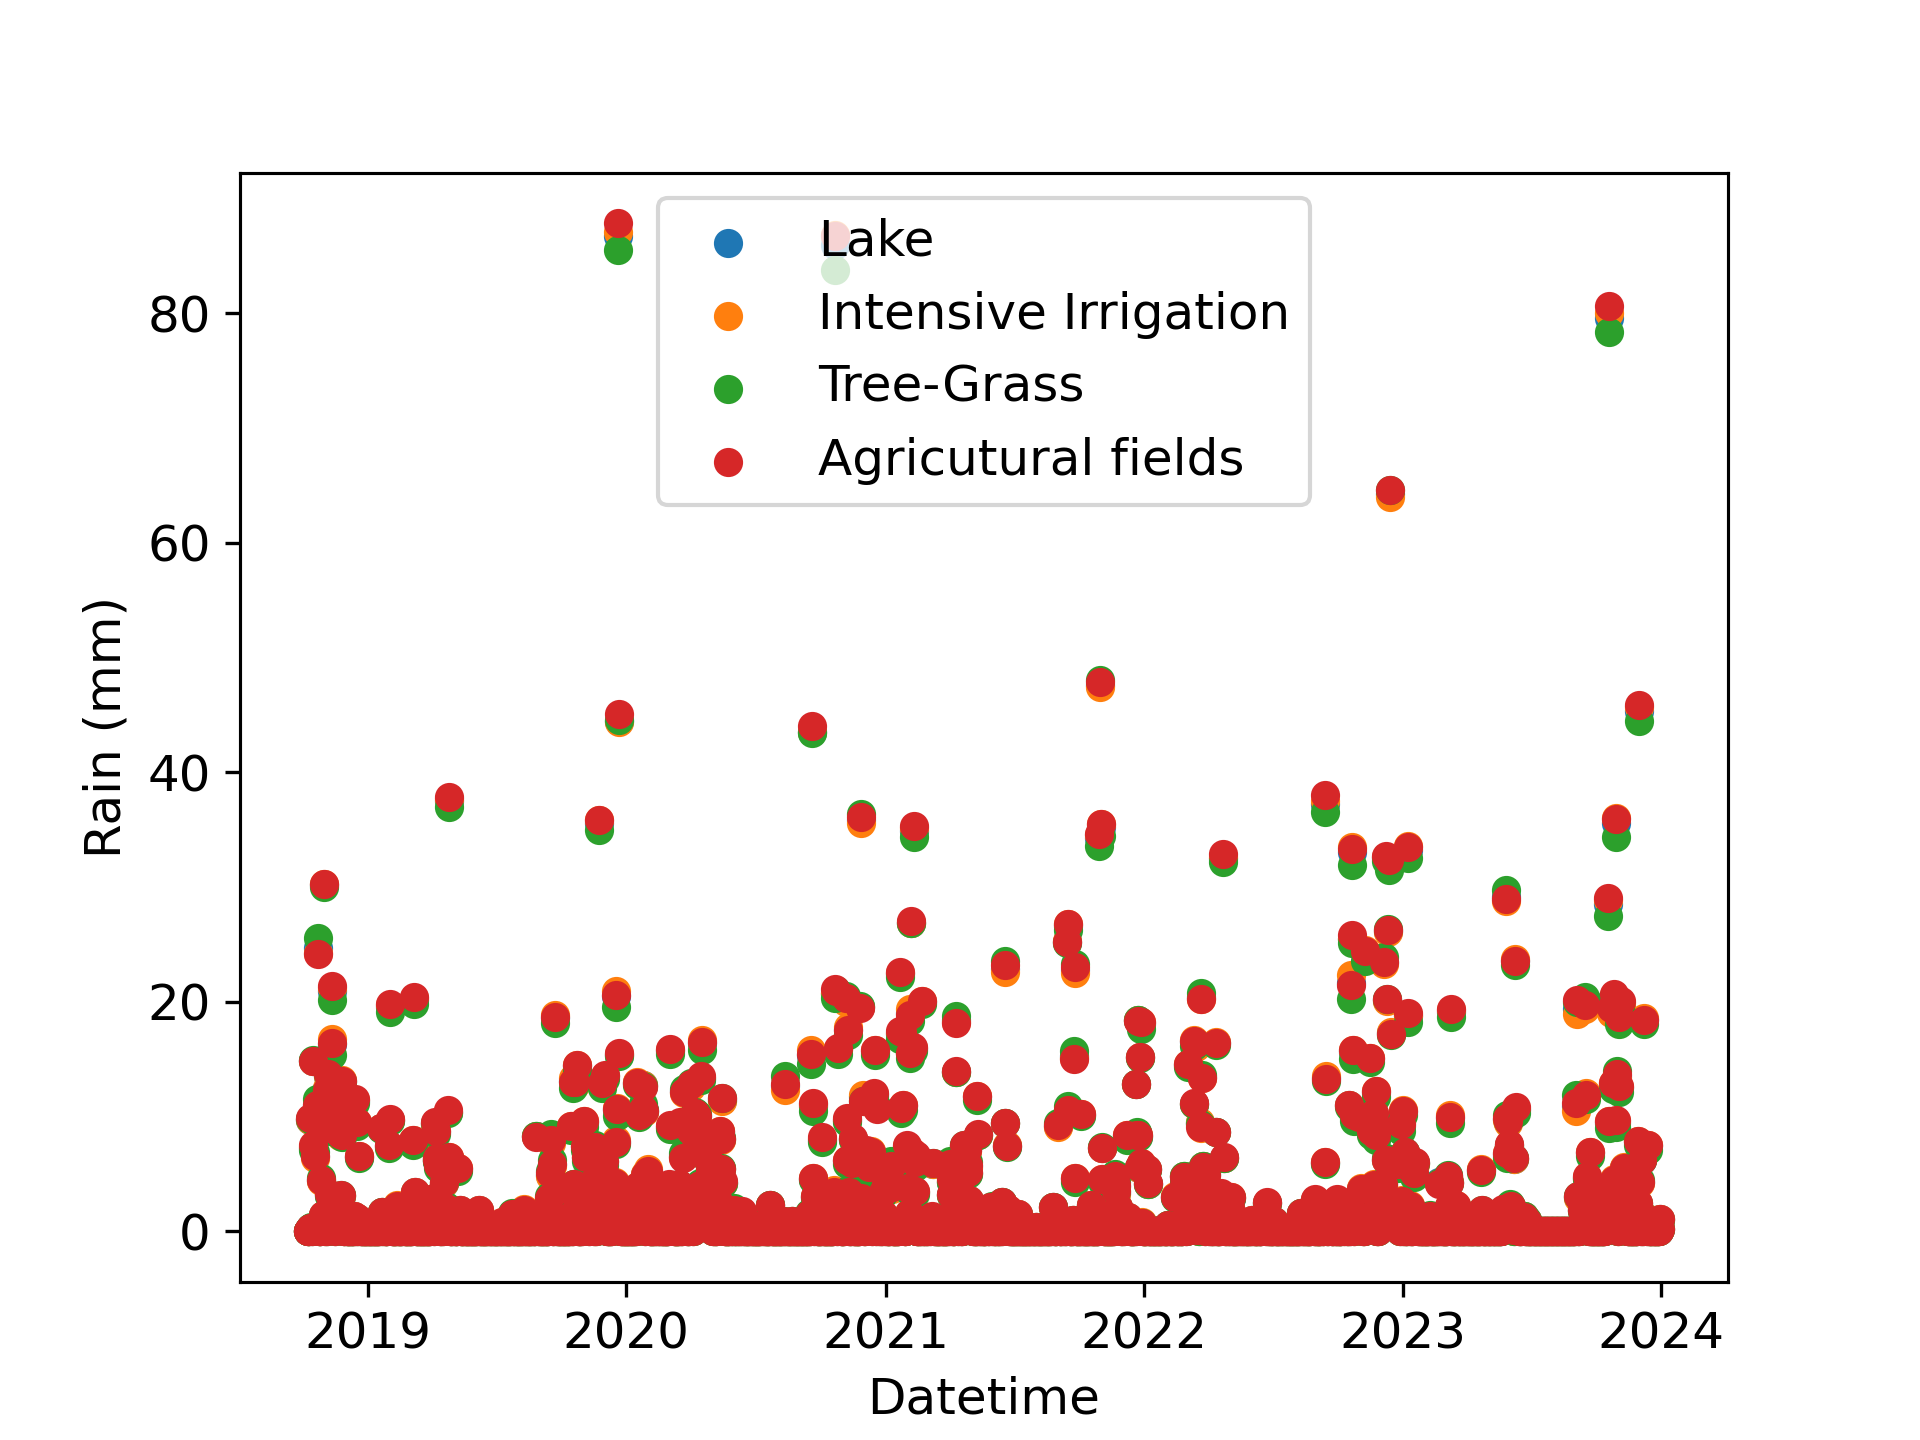 Lake
Intensive Irrigation
Tree-Grass
Agricutural fields
80
60
40
20
0
Rain (mm)
2019 2020 2021 2022 2023 2024
Datetime